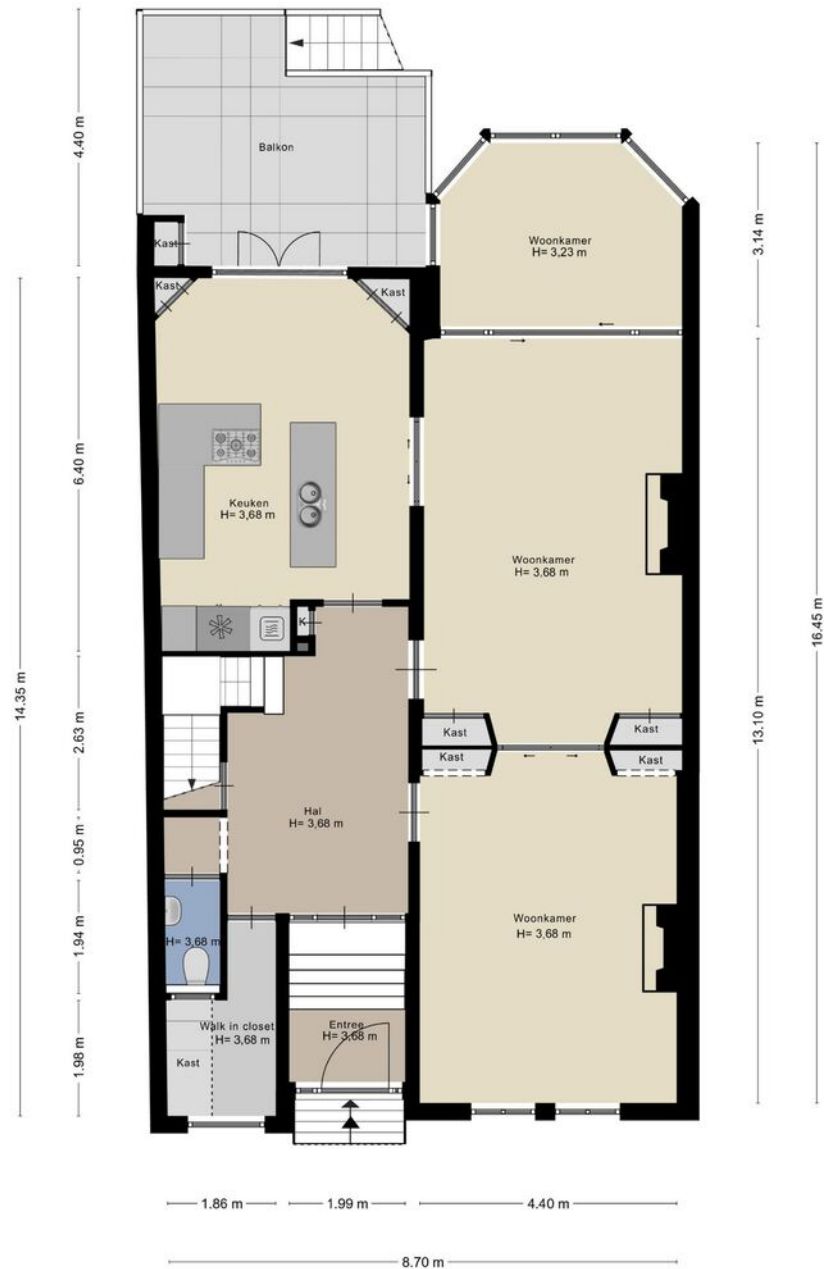 4.40 m
Balkon
Kast
Kast
Kast
Woonkamer
H= 3,23 m
3.14 m
6.40 m
Keuken
H= 3,68 m
K
Woonkamer
H= 3,68 m
16.45 m
14.35 m
2.63 m
13.10 m
Kast
Kast
Kast
Kast
Hal
H= 3,68 m
0.95 m
1.94 m
H= 3,68 m
Woonkamer
H= 3,68 m
1.98 m
Walk in closet
H= 3,68 m
Kast
Entree
H= 3,68 m
1.86 m
1.99 m
4.40 m
8.70 m